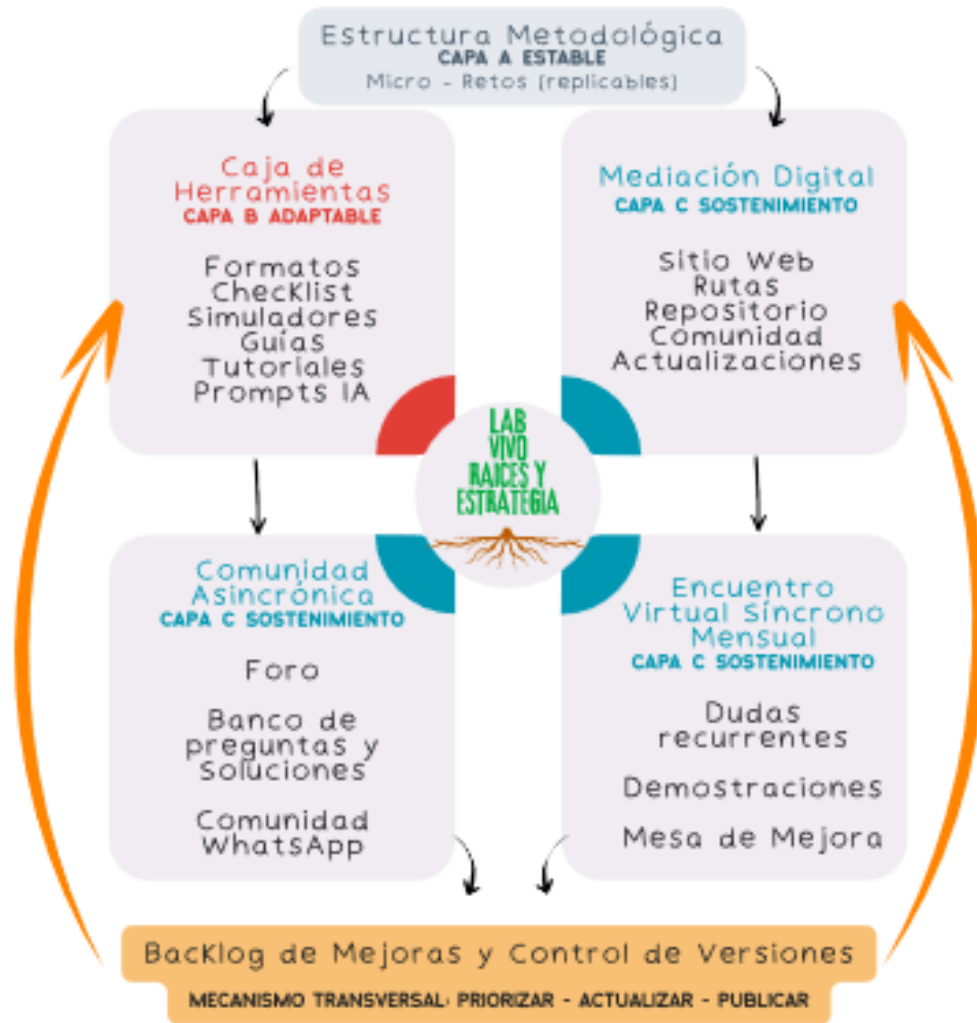 Estructura Metodológica
CAPA A ESTABLE
Micro - Retos (replicables)
Caja de
Herramientas
CAPA B ADAPTABLE
Formatos
Checklist
Simuladores
Guías
Tutoriales
Prompts IA
Mediación Digital
CAPA C SOSTENIMIENTO
Sitio Web
Rutas
Repositorio
Comunidad
Actualizaciones
LAB
VIVO
RAICES Y
ESTRATEGIA
Comunidad
Asincrónica
CAPA C SOSTENIMIENTO
Foro
Banco de
preguntas y
Soluciones
Comunidad
WhatsApp
Encuentro
Virtual Síncrono
Mensual
CAPA C SOSTENIMIENTO
Dudas
recurrentes
Demostraciones
Mesa de Mejora
Backlog de Mejoras y Control de Versiones
MECANISMO TRANSVERSAL: PRIORIZAR - ACTUALIZAR - PUBLICAR